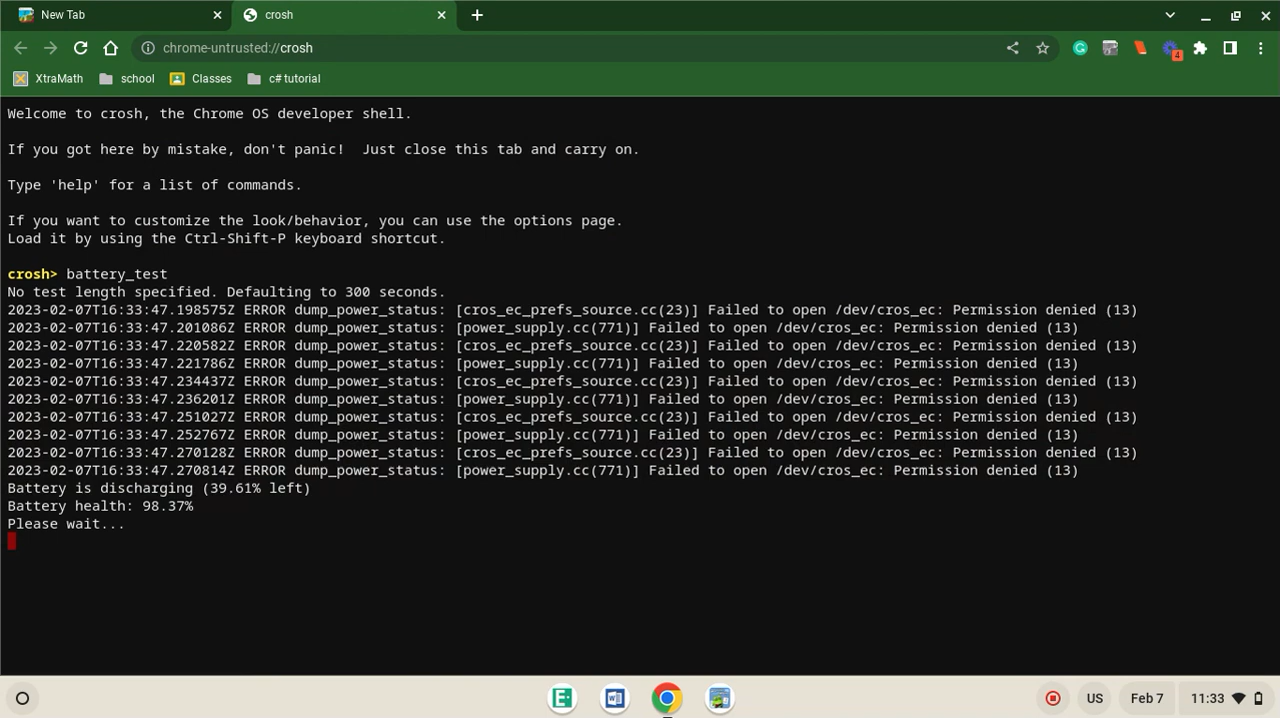 New Tab
crosh
chrome-untrusted://crosh
4
XtraMath school Classes c# tutorial
Welcome to crosh, the Chrome OS developer shell.
If you got here by mistake, don't panic!  Just close this tab and carry on.
Type 'help' for a list of commands.
If you want to customize the look/behavior, you can use the options page.
Load it by using the Ctrl-Shift-P keyboard shortcut.
crosh> battery_test
No test length specified. Defaulting to 300 seconds.
2023-02-07T16:33:47.198575Z ERROR dump_power_status: [cros_ec_prefs_source.cc(23)] Failed to open /dev/cros_ec: Permission denied (13)
2023-02-07T16:33:47.201086Z ERROR dump_power_status: [power_supply.cc(771)] Failed to open /dev/cros_ec: Permission denied (13)
2023-02-07T16:33:47.220582Z ERROR dump_power_status: [cros_ec_prefs_source.cc(23)] Failed to open /dev/cros_ec: Permission denied (13)
2023-02-07T16:33:47.221786Z ERROR dump_power_status: [power_supply.cc(771)] Failed to open /dev/cros_ec: Permission denied (13)
2023-02-07T16:33:47.234437Z ERROR dump_power_status: [cros_ec_prefs_source.cc(23)] Failed to open /dev/cros_ec: Permission denied (13)
2023-02-07T16:33:47.236201Z ERROR dump_power_status: [power_supply.cc(771)] Failed to open /dev/cros_ec: Permission denied (13)
2023-02-07T16:33:47.251027Z ERROR dump_power_status: [cros_ec_prefs_source.cc(23)] Failed to open /dev/cros_ec: Permission denied (13)
2023-02-07T16:33:47.252767Z ERROR dump_power_status: [power_supply.cc(771)] Failed to open /dev/cros_ec: Permission denied (13)
2023-02-07T16:33:47.270128Z ERROR dump_power_status: [cros_ec_prefs_source.cc(23)] Failed to open /dev/cros_ec: Permission denied (13)
2023-02-07T16:33:47.270814Z ERROR dump_power_status: [power_supply.cc(771)] Failed to open /dev/cros_ec: Permission denied (13)
Battery is discharging (39.61% left)
Battery health: 98.37%
Please wait...
US Feb 7 11:33